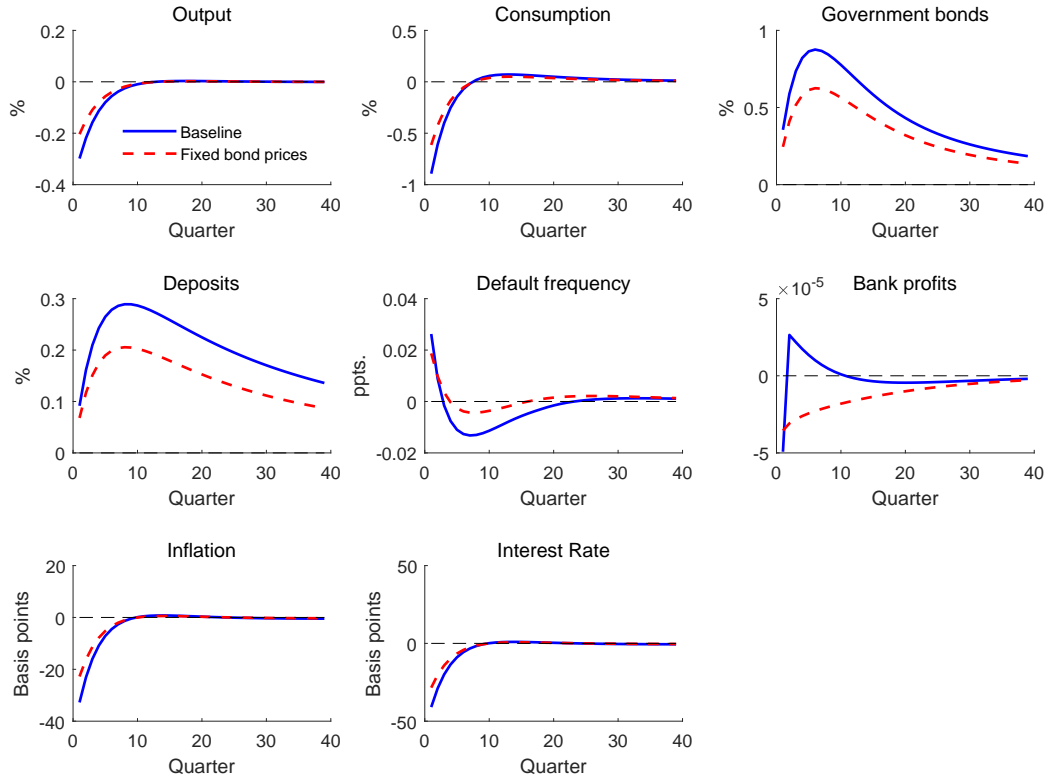 Output
0.2
0
-0.2
-0.4
%
Baseline
Fixed bond prices
0 10 20 30 40
Quarter
Consumption
0.5
0
-0.5
-1
%
0 10 20 30 40
Quarter
Government bonds
1
0.5
0
%
0 10 20 30 40
Quarter
Deposits
0.3
0.2
0.1
0
%
0 10 20 30 40
Quarter
Default frequency
0.04
0.02
0
-0.02
ppts.
0 10 20 30 40
Quarter
Bank profits
×10-5
5
0
-5
0 10 20 30 40
Quarter
Inflation
20
0
-20
-40
Basis points
0 10 20 30 40
Quarter
Interest Rate
50
0
-50
Basis points
0 10 20 30 40
Quarter